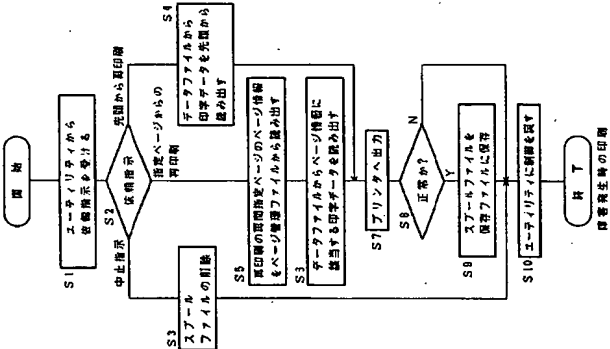 開始
S1
ユーティリティから
依頼指示を受ける
S2
依頼指示
中止指示
先頭から再印刷
指定ページからの
再印刷
S3
スプール
ファイルの削除
S4
データファイルから
印字データを先頭から
読み出す
S5
再印刷の再開指定ページのページ情報
をページ管理ファイルから読み出す
S3
データファイルからページ情報に
該当する印字データを読み出す
S7
プリンタへ出力
S8
正常か?
N
Y
S9
スプールファイルを
保存ファイルに保存
S10
ユーティリティに制御を戻す
終了
障害発生時の印刷